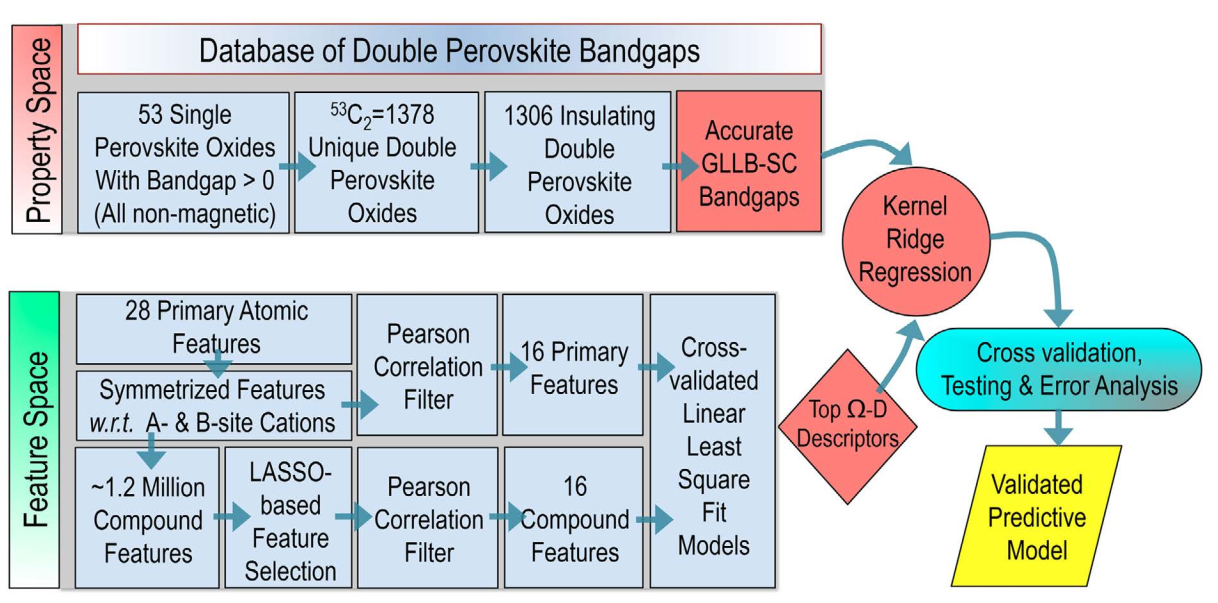 Property Space
Database of Double Perovskite Bandgaps
53 Single
Perovskite Oxides
With Bandgap > 0
(All non-magnetic)
⁵³C₂=1378
Unique Double
Perovskite
Oxides
1306 Insulating
Double
Perovskite
Oxides
Accurate
GLLB-SC
Bandgaps
Kernel
Ridge
Regression
Feature Space
28 Primary Atomic
Features
Symmetrized Features
w.r.t. A- & B-site Cations
Pearson
Correlation
Filter
16 Primary
Features
~1.2 Million
Compound
Features
LASSO-
based
Feature
Selection
Pearson
Correlation
Filter
16
Compound
Features
Cross-
validated
Linear
Least
Square
Fit
Models
Top Ω-D
Descriptors
Cross validation,
Testing & Error Analysis
Validated
Predictive
Model